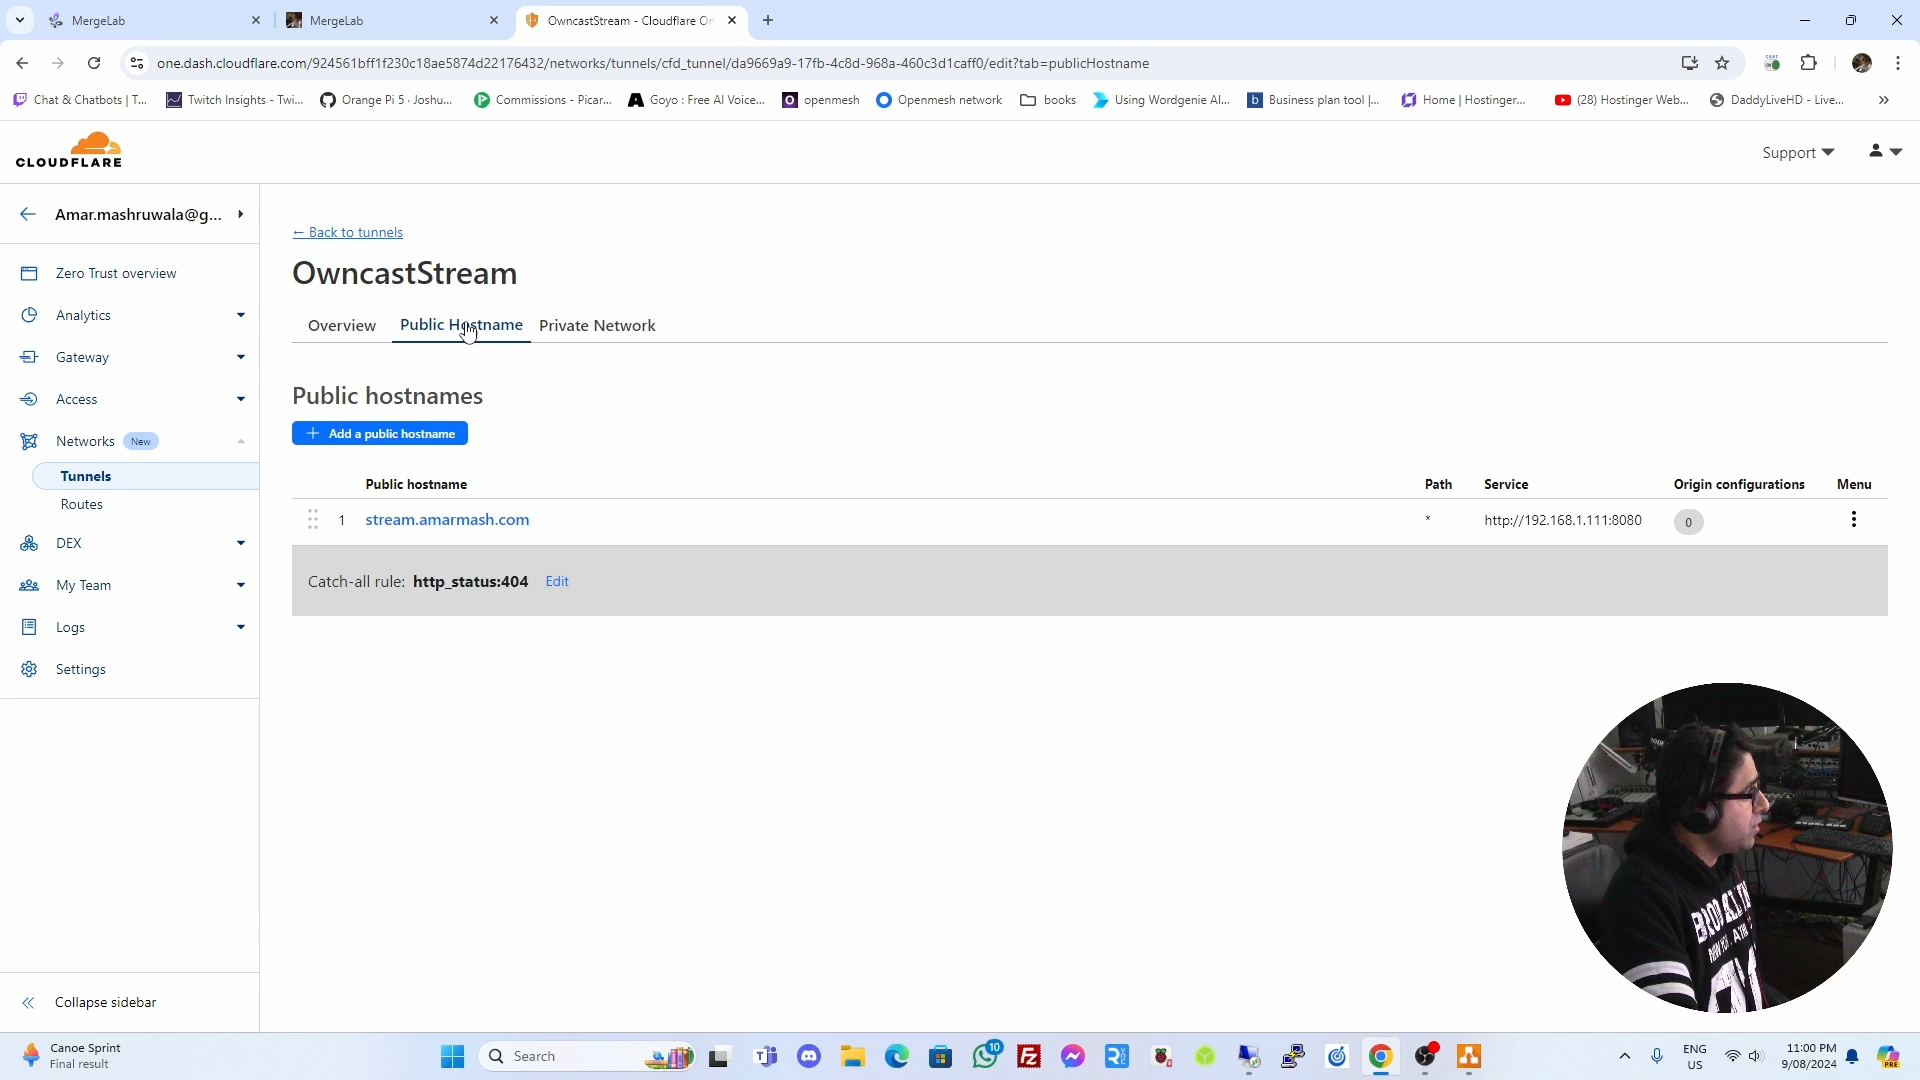 MergeLab
MergeLab
OwncastStream - Cloudflare On
one.dash.cloudflare.com/924561bff1f230c18ae5874d22176432/networks/tunnels/cfd_tunnel/da9669a9-17fb-4c8d-968a-460c3d1caff0/edit?tab=publicHostname
Chat & Chatbots | T...
Twitch Insights - Twi...
Orange Pi 5 · Joshu...
Commissions - Picar...
Goyo : Free AI Voice...
openmesh
Openmesh network
books
Using Wordgenie AI...
Business plan tool |...
Home | Hostinger...
(28) Hostinger Web...
DaddyLiveHD - Live...
CLOUDFLARE
Support
Amar.mashruwala@g...
Zero Trust overview
Analytics
Gateway
Access
Networks New
Tunnels
Routes
DEX
My Team
Logs
Settings
Collapse sidebar
← Back to tunnels
OwncastStream
Overview
Public Hostname
Private Network
Public hostnames
+ Add a public hostname
Public hostname Path Service Origin configurations Menu
1 stream.amarmash.com * http://192.168.1.111:8080 0
Catch-all rule: http_status:404 Edit
Canoe Sprint
Final result
Search
10
ENG
US
11:00 PM
9/08/2024
PRE